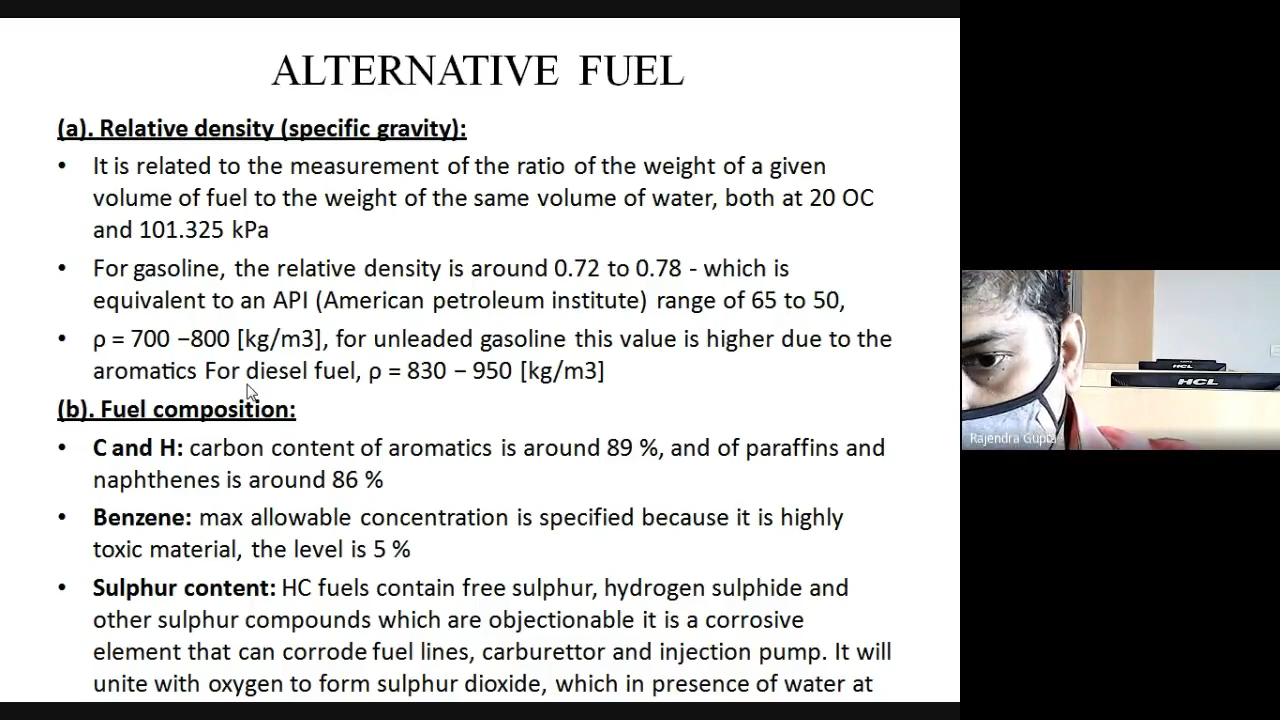 ALTERNATIVE FUEL
(a). Relative density (specific gravity):
• It is related to the measurement of the ratio of the weight of a given
volume of fuel to the weight of the same volume of water, both at 20 OC
and 101.325 kPa
• For gasoline, the relative density is around 0.72 to 0.78 - which is
equivalent to an API (American petroleum institute) range of 65 to 50,
• ρ = 700 −800 [kg/m3], for unleaded gasoline this value is higher due to the
aromatics For diesel fuel, ρ = 830 − 950 [kg/m3]
(b). Fuel composition:
• C and H: carbon content of aromatics is around 89 %, and of paraffins and
naphthenes is around 86 %
• Benzene: max allowable concentration is specified because it is highly
toxic material, the level is 5 %
• Sulphur content: HC fuels contain free sulphur, hydrogen sulphide and
other sulphur compounds which are objectionable it is a corrosive
element that can corrode fuel lines, carburettor and injection pump. It will
unite with oxygen to form sulphur dioxide, which in presence of water at
HCL
HCL
Rajendra Gupta